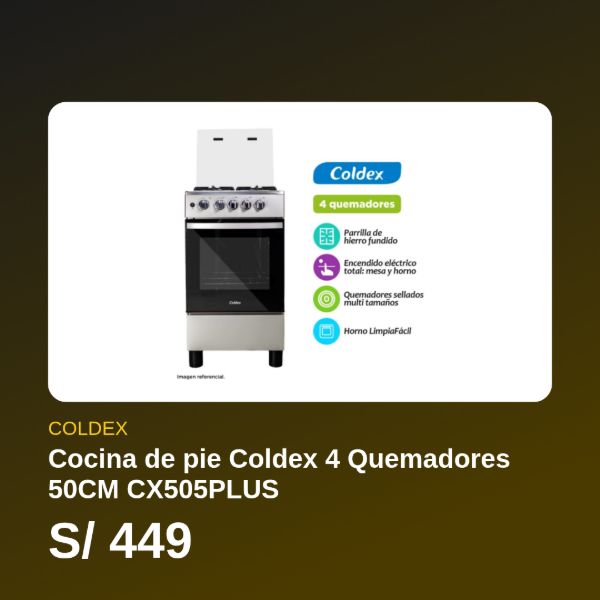 Coldex
4 quemadores
Parrilla de
hierro fundido
Encendido eléctrico
total: mesa y horno
Quemadores sellados
multi tamaños
Horno LimpiaFácil
Coldex
Imagen referencial.
COLDEX
Cocina de pie Coldex 4 Quemadores
50CM CX505PLUS
S/ 449